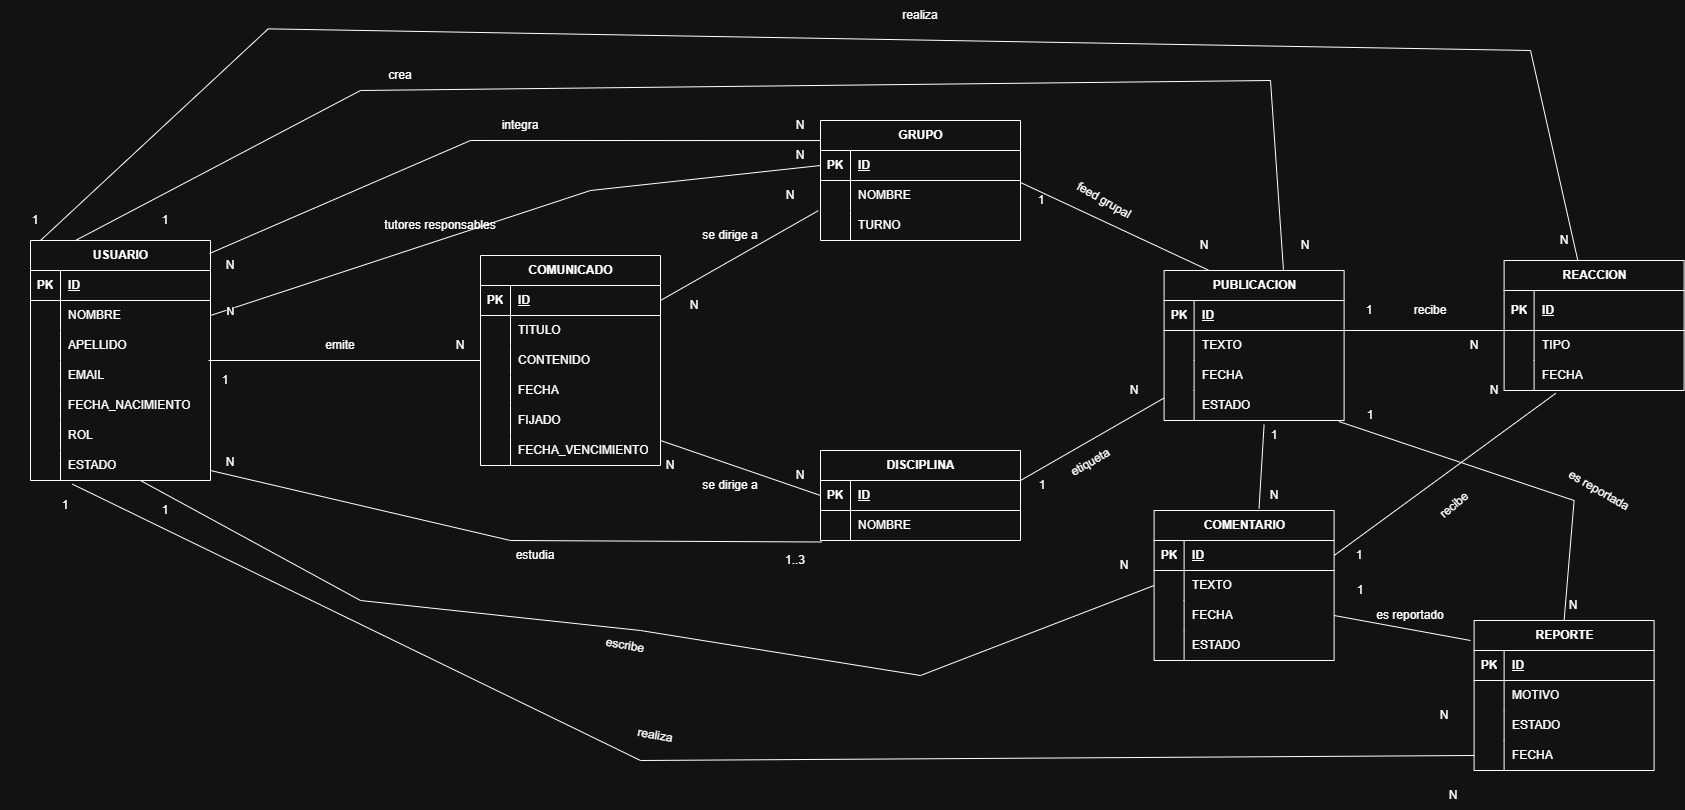 realiza
crea
integra
N
N
tutores responsables
N
se dirige a
N
GRUPO
PK ID
NOMBRE
TURNO
1
feed grupal
N
N
N
1
1
USUARIO
PK ID
NOMBRE
APELLIDO
EMAIL
FECHA_NACIMIENTO
ROL
ESTADO
N
N
emite
N
1
N
1
1
COMUNICADO
PK ID
TITULO
CONTENIDO
FECHA
FIJADO
FECHA_VENCIMIENTO
N
se dirige a
N
DISCIPLINA
PK ID
NOMBRE
1
etiqueta
N
estudia
1..3
PUBLICACION
PK ID
TEXTO
FECHA
ESTADO
1
recibe
N
N
1
REACCION
PK ID
TIPO
FECHA
1
N
recibe
es reportada
N
COMENTARIO
PK ID
TEXTO
FECHA
ESTADO
N
1
1
es reportado
escribe
realiza
REPORTE
PK ID
MOTIVO
ESTADO
FECHA
N
N